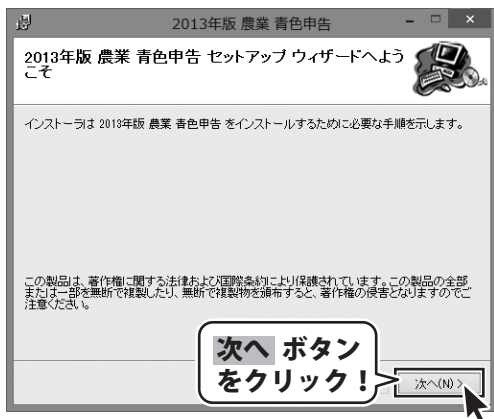 2013年版 農業 青色申告
2013年版 農業 青色申告 セットアップ ウィザードへよう
こそ
インストーラは 2013年版 農業 青色申告 をインストールするために必要な手順を示します。
この製品は、著作権に関する法律および国際条約により保護されています。この製品の全部
または一部を無断で複製したり、無断で複製物を頒布すると、著作権の侵害となりますのでご
注意ください。
次へ ボタン
をクリック!
次へ(N) >